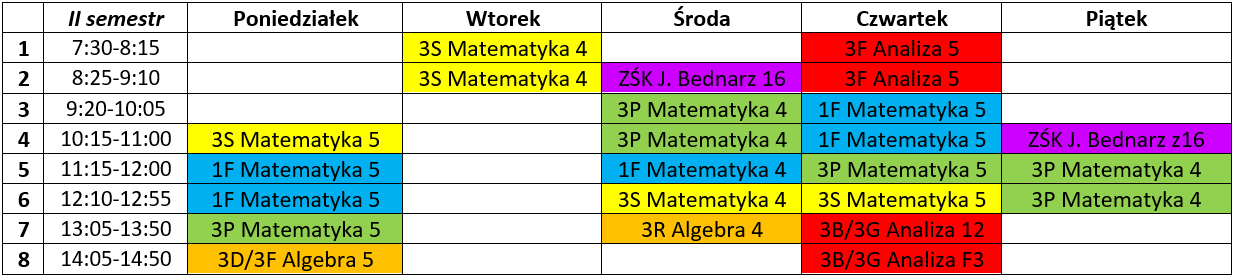 II semestr Poniedziałek Wtorek Środa Czwartek Piątek
1 7:30-8:15 3S Matematyka 4 3F Analiza 5
2 8:25-9:10 3S Matematyka 4 ZŚK J. Bednarz 16 3F Analiza 5
3 9:20-10:05 3P Matematyka 4 1F Matematyka 5
4 10:15-11:00 3S Matematyka 5 3P Matematyka 4 1F Matematyka 5 ZŚK J. Bednarz z16
5 11:15-12:00 1F Matematyka 5 1F Matematyka 4 3P Matematyka 5 3P Matematyka 4
6 12:10-12:55 1F Matematyka 5 3S Matematyka 4 3S Matematyka 5 3P Matematyka 4
7 13:05-13:50 3P Matematyka 5 3R Algebra 4 3B/3G Analiza 12
8 14:05-14:50 3D/3F Algebra 5 3B/3G Analiza F3